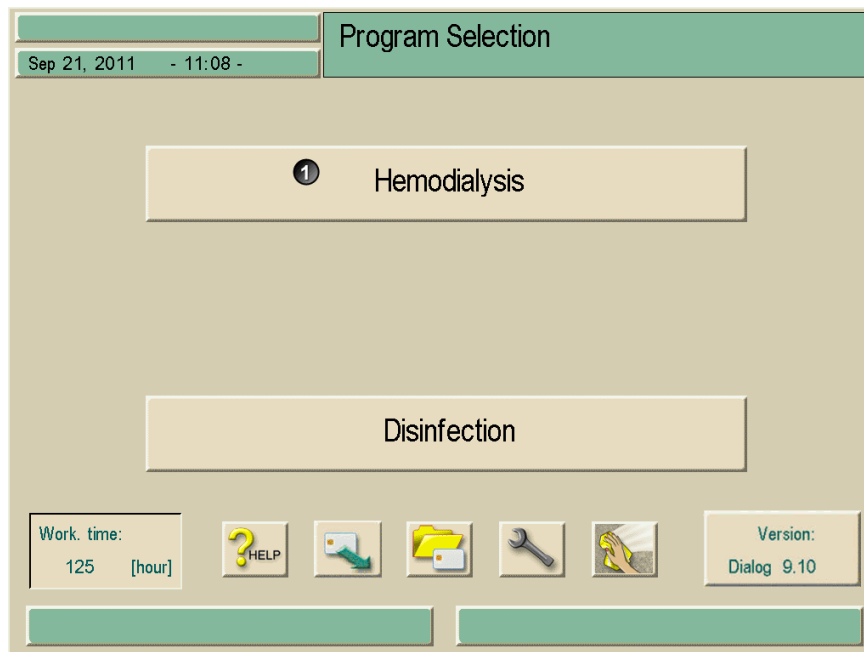 Program Selection
Sep 21, 2011 - 11:08 -
1 Hemodialysis
Disinfection
Work. time:
125 [hour]
?HELP
Version:
Dialog 9.10